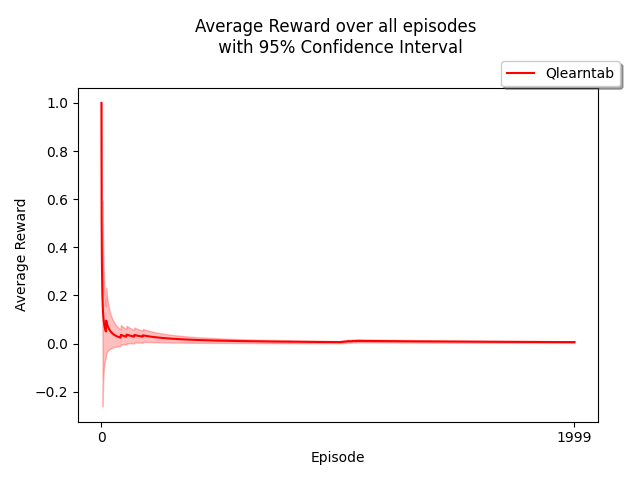 Average Reward over all episodes
with 95% Confidence Interval
Qlearntab
1.0
0.8
0.6
0.4
0.2
0.0
−0.2
Average Reward
0
1999
Episode